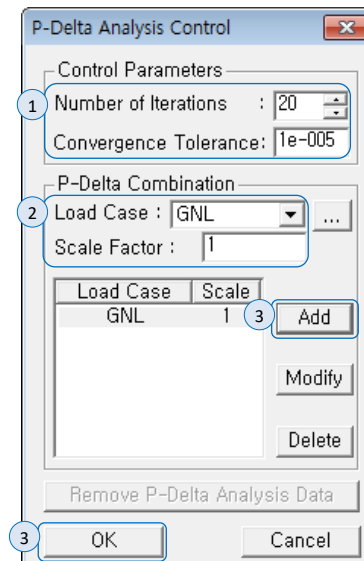 P-Delta Analysis Control
Control Parameters
1 Number of Iterations : 20
Convergence Tolerance: 1e-005
P-Delta Combination
2 Load Case : GNL ...
Scale Factor : 1
Load Case Scale
GNL 1
3 Add
Modify
Delete
Remove P-Delta Analysis Data
3 OK Cancel